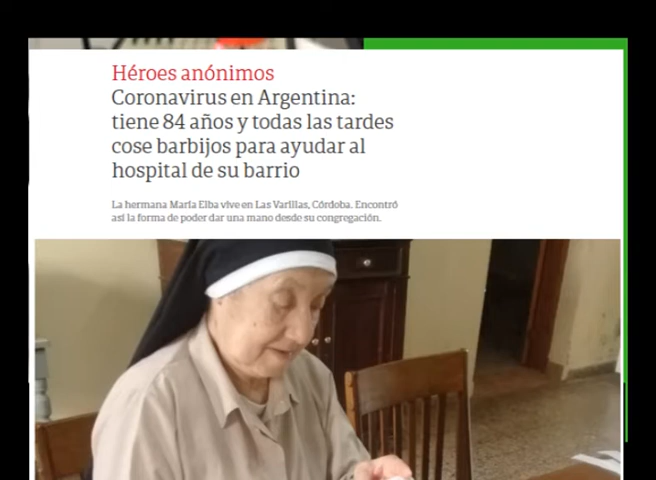 Héroes anónimos
Coronavirus en Argentina:
tiene 84 años y todas las tardes
cose barbijos para ayudar al
hospital de su barrio
La hermana María Elba vive en Las Varillas, Córdoba. Encontró
así la forma de poder dar una mano desde su congregación.